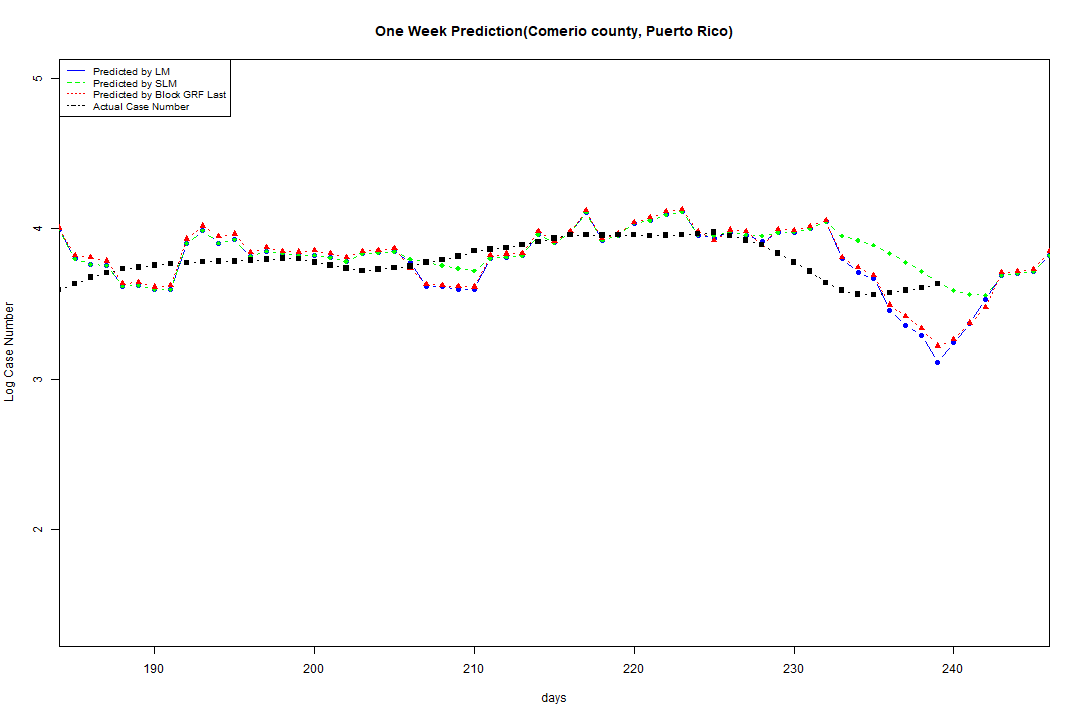 One Week Prediction(Comerio county, Puerto Rico)
Predicted by LM
Predicted by SLM
Predicted by Block GRF Last
Actual Case Number
5
4
3
2
Log Case Number
190 200 210 220 230 240
days